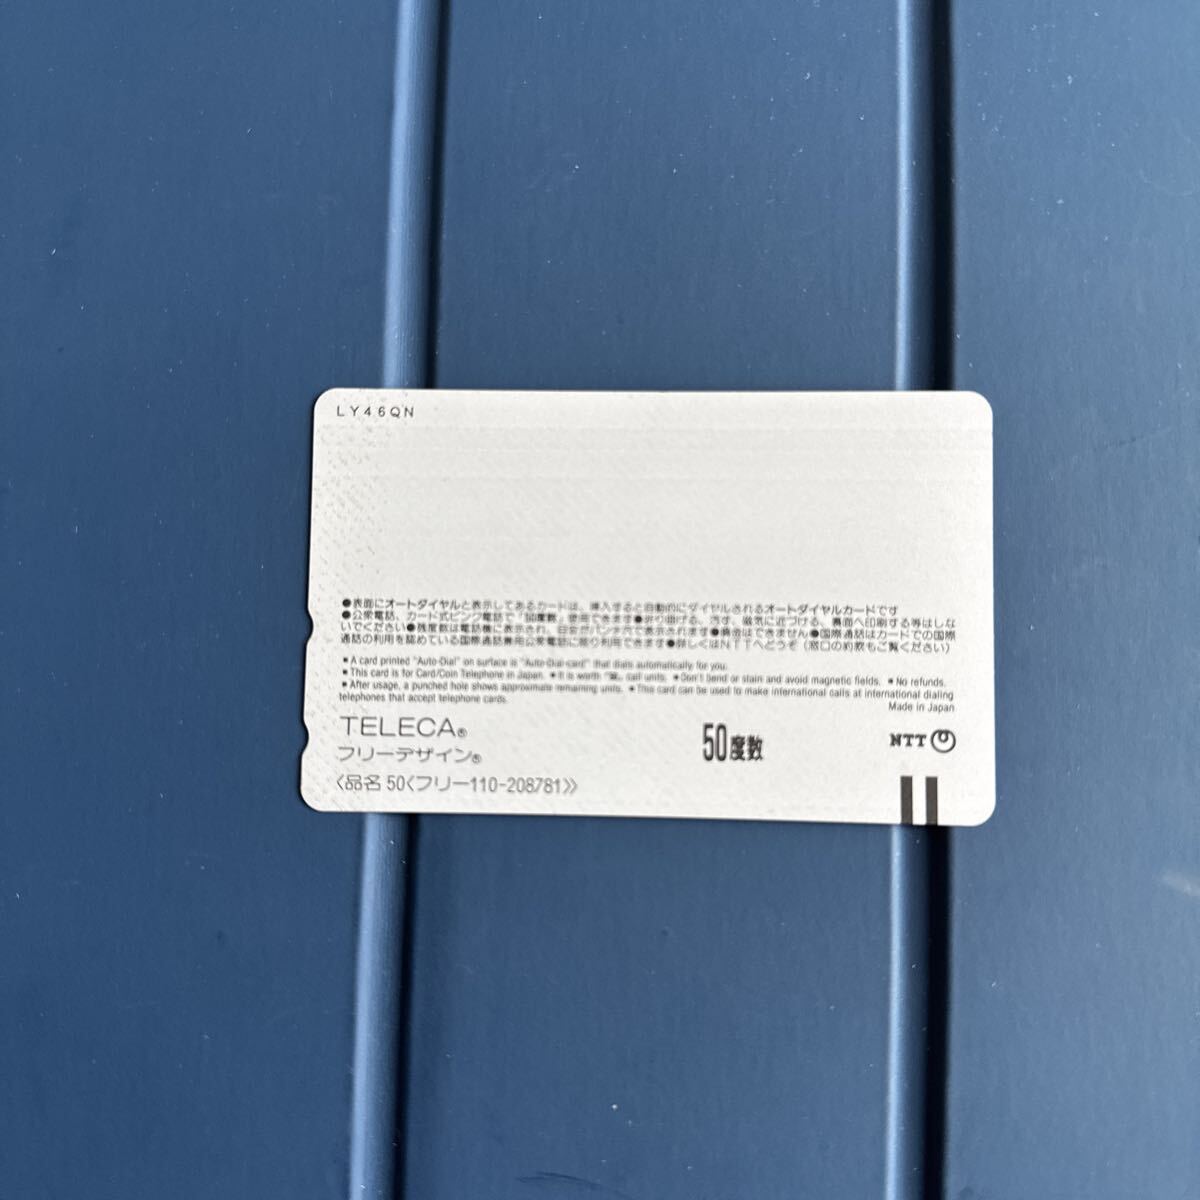 LY46QN
●表面にオートダイヤルと表示してあるカードは、挿入すると自動的にダイヤルされるオートダイヤルカードです
●公衆電話、カード式ピンク電話で「 度数」使用できます●折り曲げる、汚す、磁気に近づける、裏面へ印刷する等はしな
いでください●残度数は電話機に表示され、目安がパンチ穴で表示されます●換金はできません●国際通話はカードでの国際
通話の利用を認めている国際通話兼用公衆電話に限り利用できます●詳しくはNTTへどうぞ(窓口の約款もご覧ください)
■A card printed "Auto-Dial" on surface is "Auto-Dial-card" that dials automatically for you.
■This card is for Card/Coin Telephone in Japan. ■It is worth call units. ■Don't bend or stain and avoid magnetic fields. ■No refunds.
■After usage, a punched hole shows approximate remaining units. ■This card can be used to make international calls at international dialing
telephones that accept telephone cards.
Made in Japan
TELECA®
フリーデザイン®
50度数
NTT
〈品名 50〈フリー110-208781〉〉